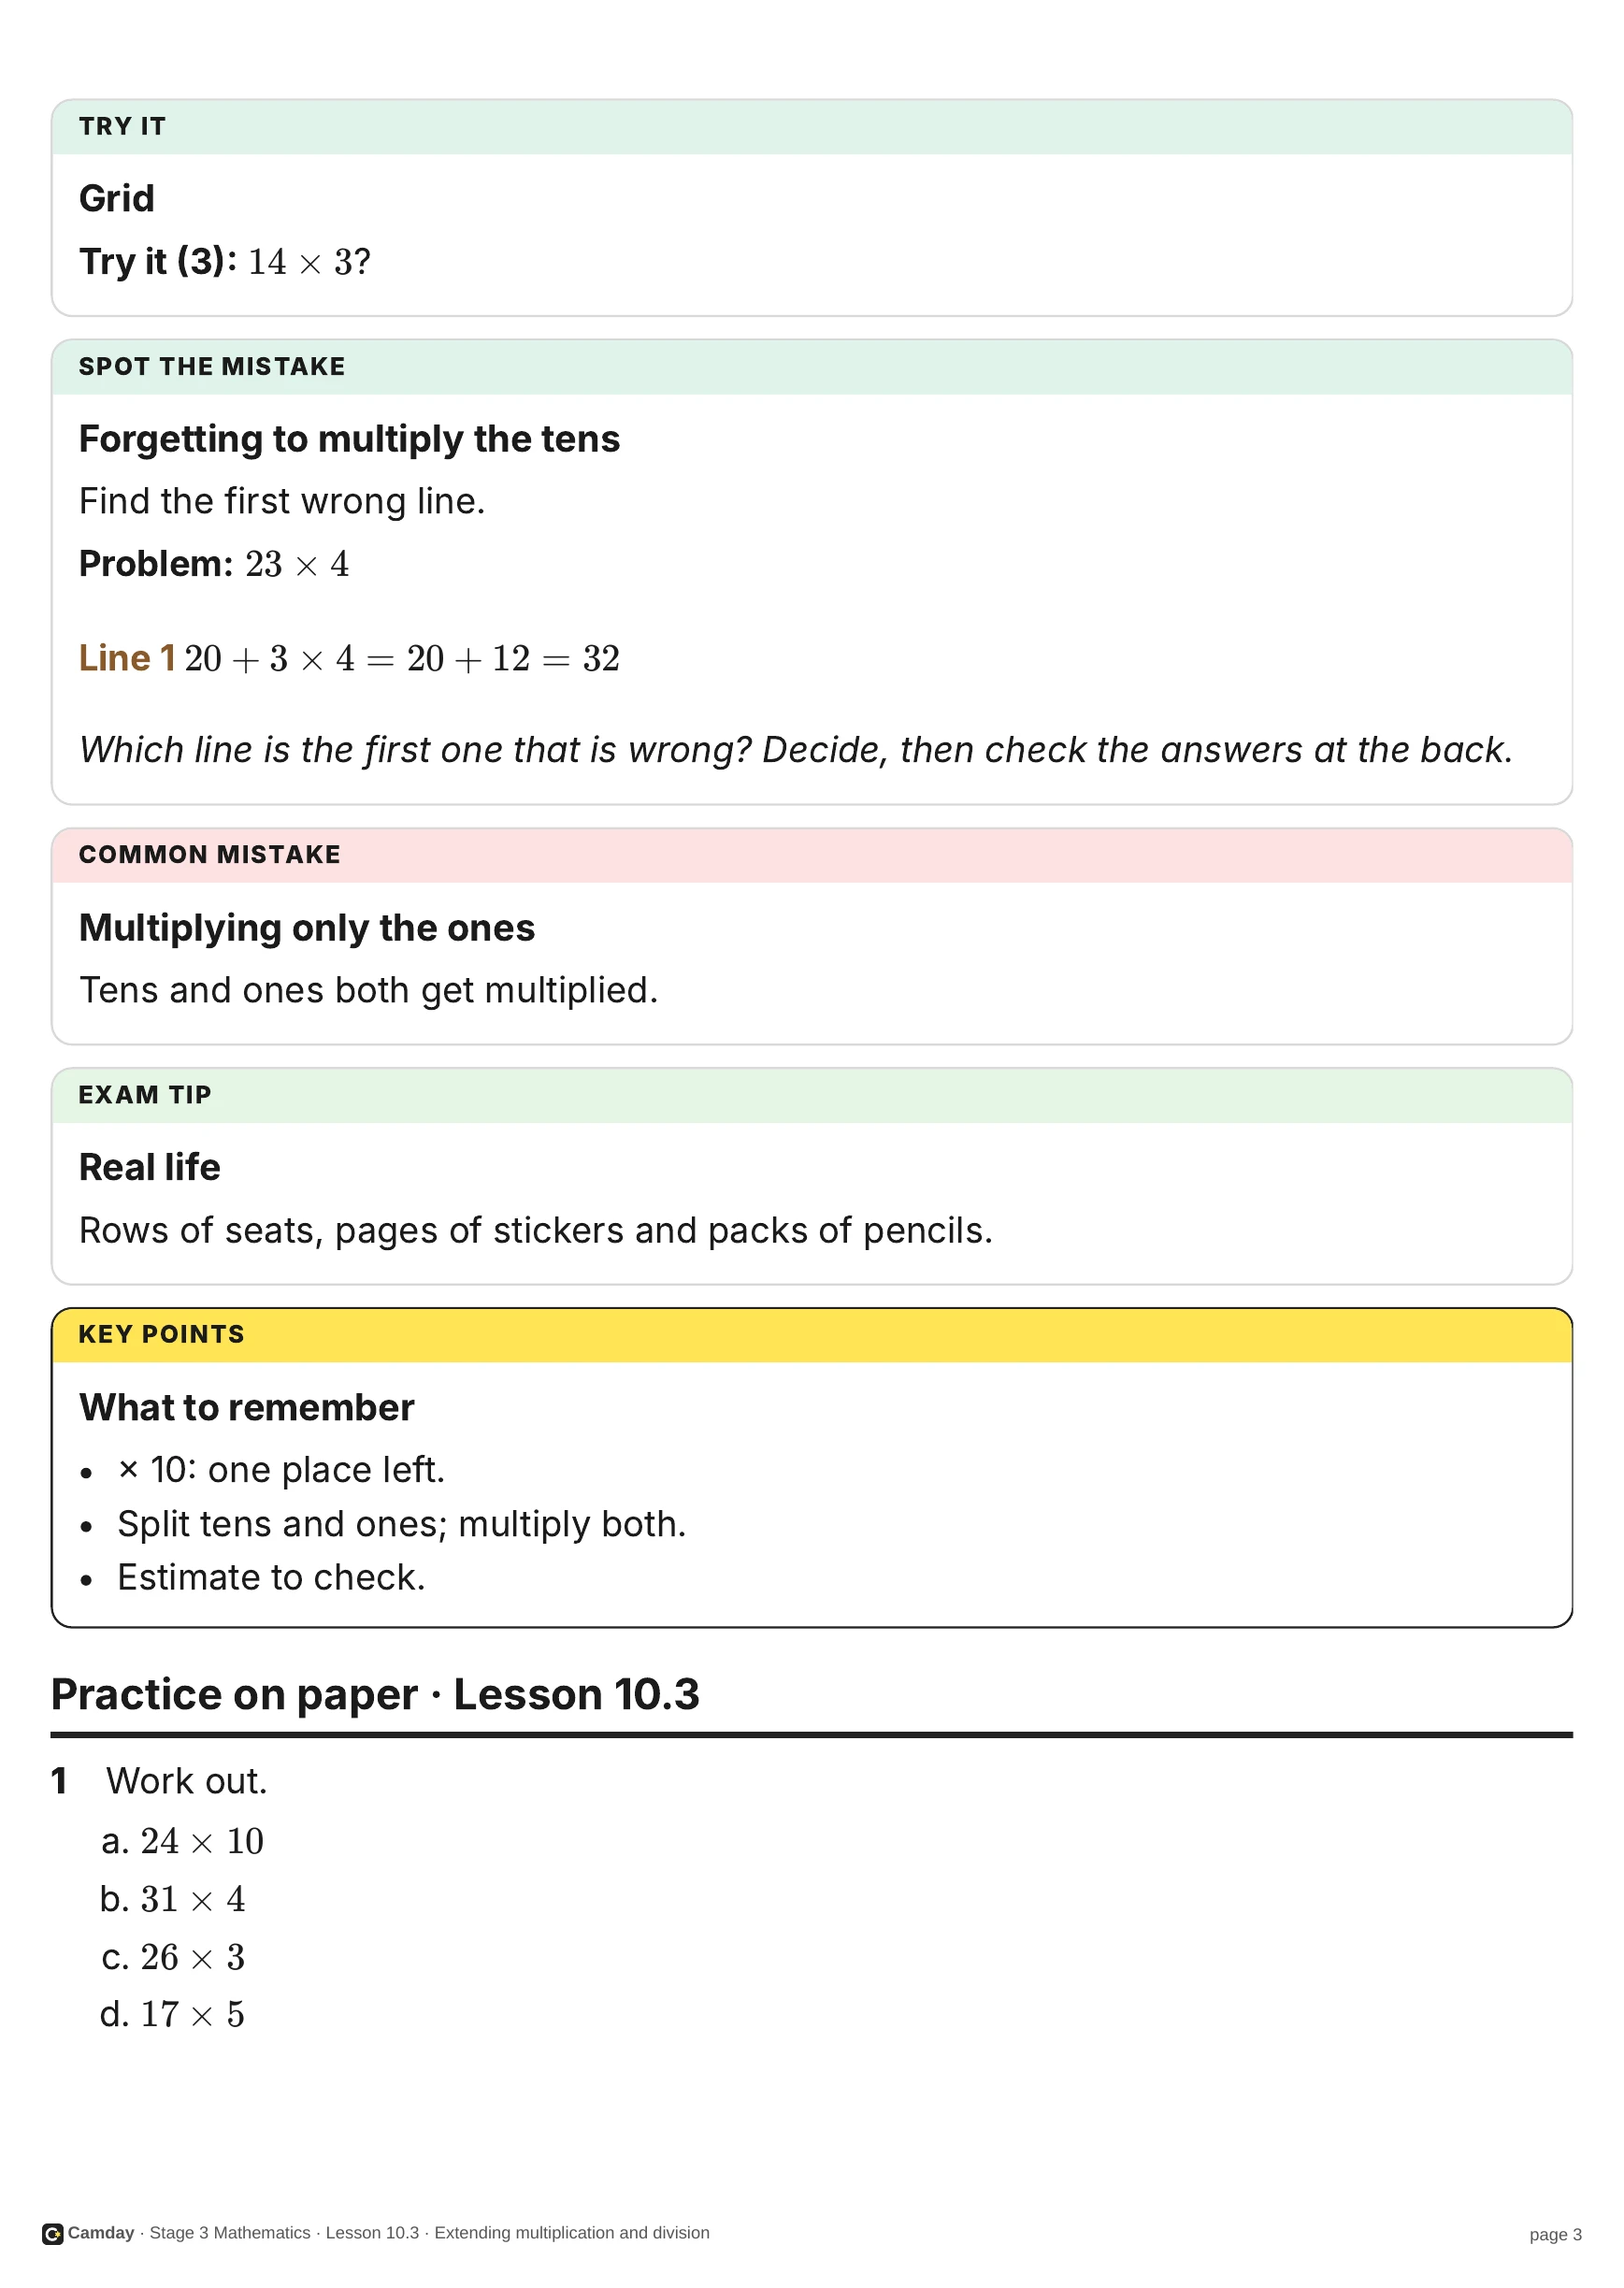 TRY IT
Grid
Try it (3): 14 × 3?
SPOT THE MISTAKE
Forgetting to multiply the tens
Find the first wrong line.
Problem: 23 × 4
Line 1 20 + 3 × 4 = 20 + 12 = 32
Which line is the first one that is wrong? Decide, then check the answers at the back.
COMMON MISTAKE
Multiplying only the ones
Tens and ones both get multiplied.
EXAM TIP
Real life
Rows of seats, pages of stickers and packs of pencils.
KEY POINTS
What to remember
• × 10: one place left.
• Split tens and ones; multiply both.
• Estimate to check.
Practice on paper · Lesson 10.3
1 Work out.
a. 24 × 10
b. 31 × 4
c. 26 × 3
d. 17 × 5
Camday · Stage 3 Mathematics · Lesson 10.3 · Extending multiplication and division page 3